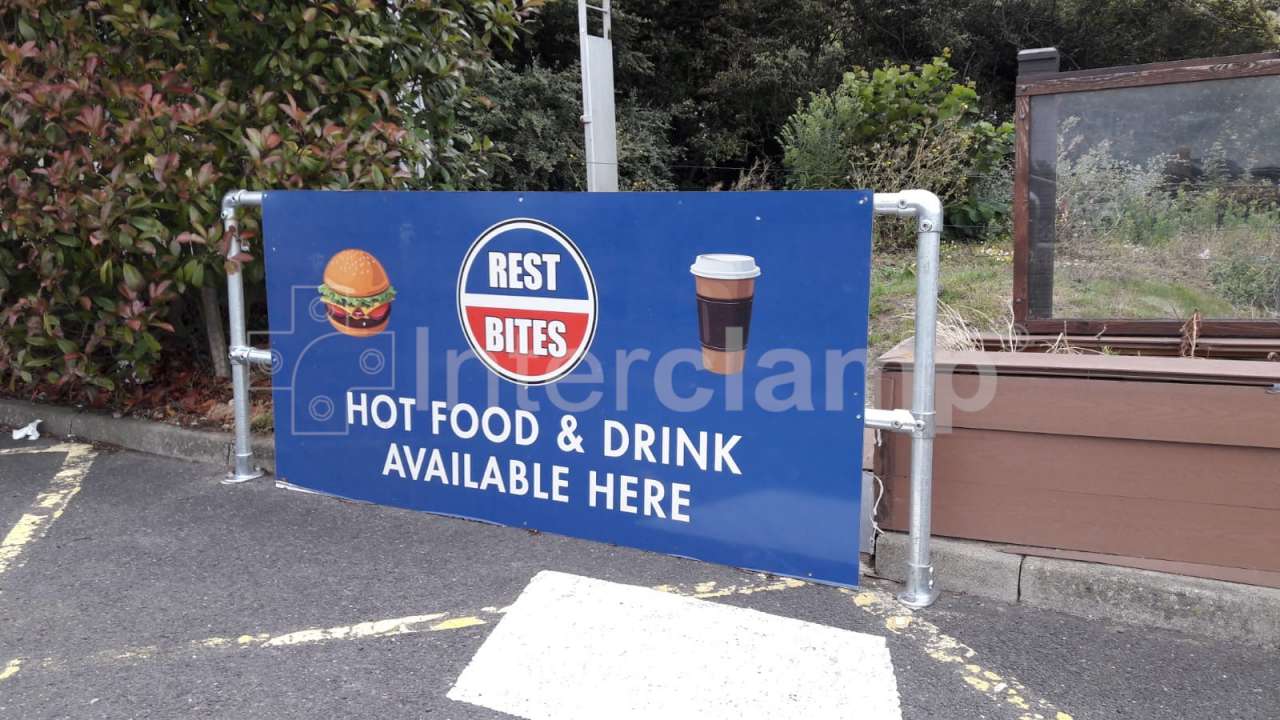 REST
BITES
Interclamp
HOT FOOD & DRINK
AVAILABLE HERE